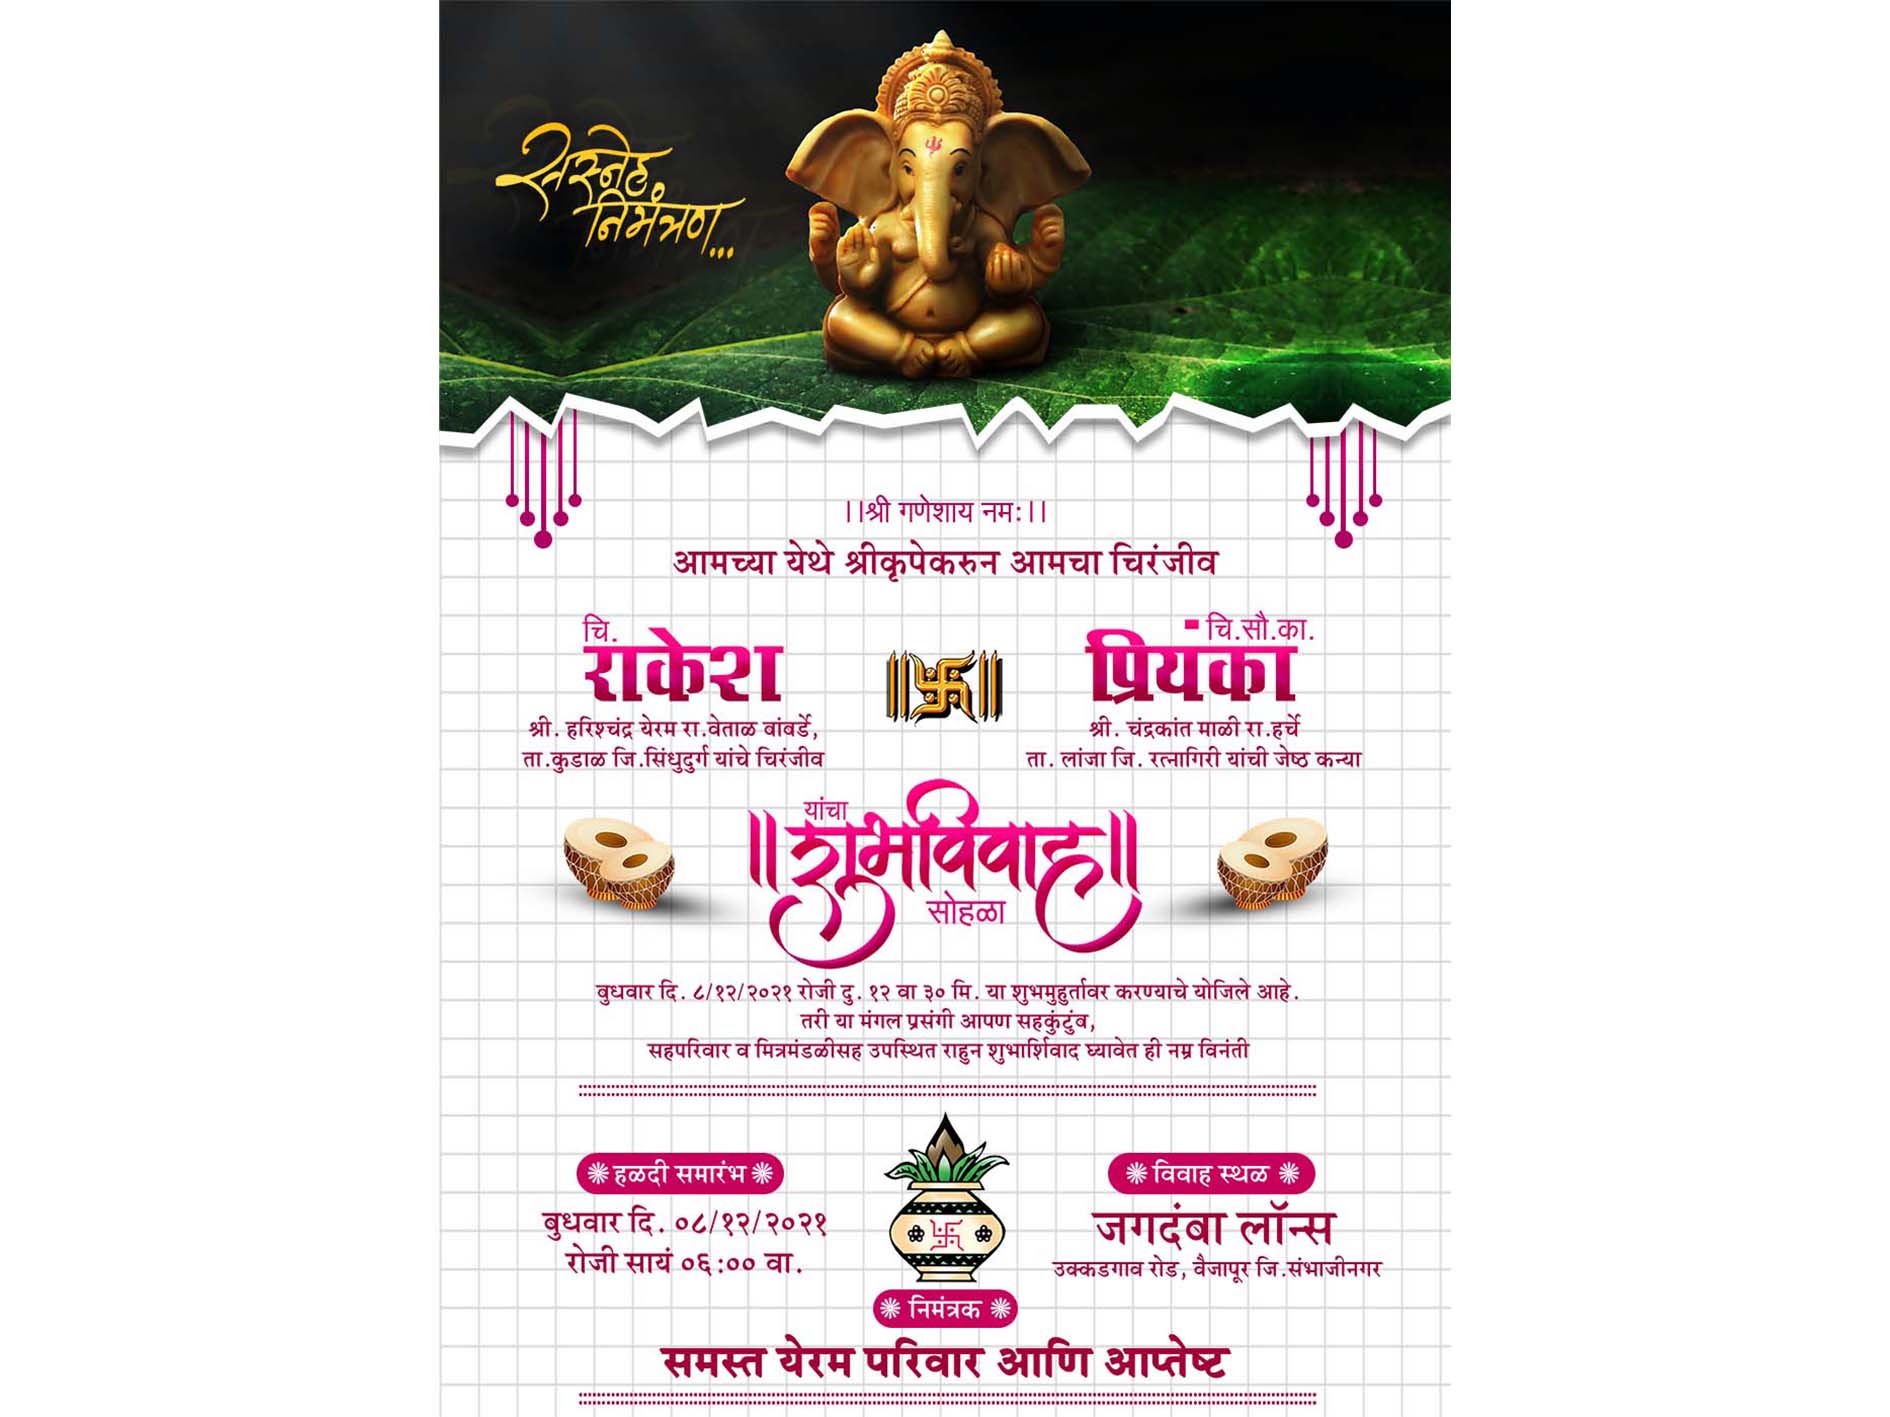 सस्नेह
निमंत्रण...
।।श्री गणेशाय नमः।।
आमच्या येथे श्रीकृपेकरुन आमचा चिरंजीव
चि.
राकेश
श्री. हरिश्चंद्र येरम रा.वेताळ बांबर्डे,
ता.कुडाळ जि.सिंधुदुर्ग यांचे चिरंजीव
चि.सौ.का.
प्रियंका
श्री. चंद्रकांत माळी रा.हर्चे
ता. लांजा जि. रत्नागिरी यांची जेष्ठ कन्या
यांचा
॥शुभविवाह॥
सोहळा
बुधवार दि. ८/१२/२०२१ रोजी दु. १२ वा ३० मि. या शुभमुहुर्तावर करण्याचे योजिले आहे.
तरी या मंगल प्रसंगी आपण सहकुंटुंब,
सहपरिवार व मित्रमंडळीसह उपस्थित राहुन शुभार्शिवाद घ्यावेत ही नम्र विनंती
हळदी समारंभ
बुधवार दि. ०८/१२/२०२१
रोजी सायं ०६:०० वा.
विवाह स्थळ
जगदंबा लॉन्स
उक्कडगाव रोड, वैजापूर जि.संभाजीनगर
निमंत्रक
समस्त येरम परिवार आणि आप्तेष्ट